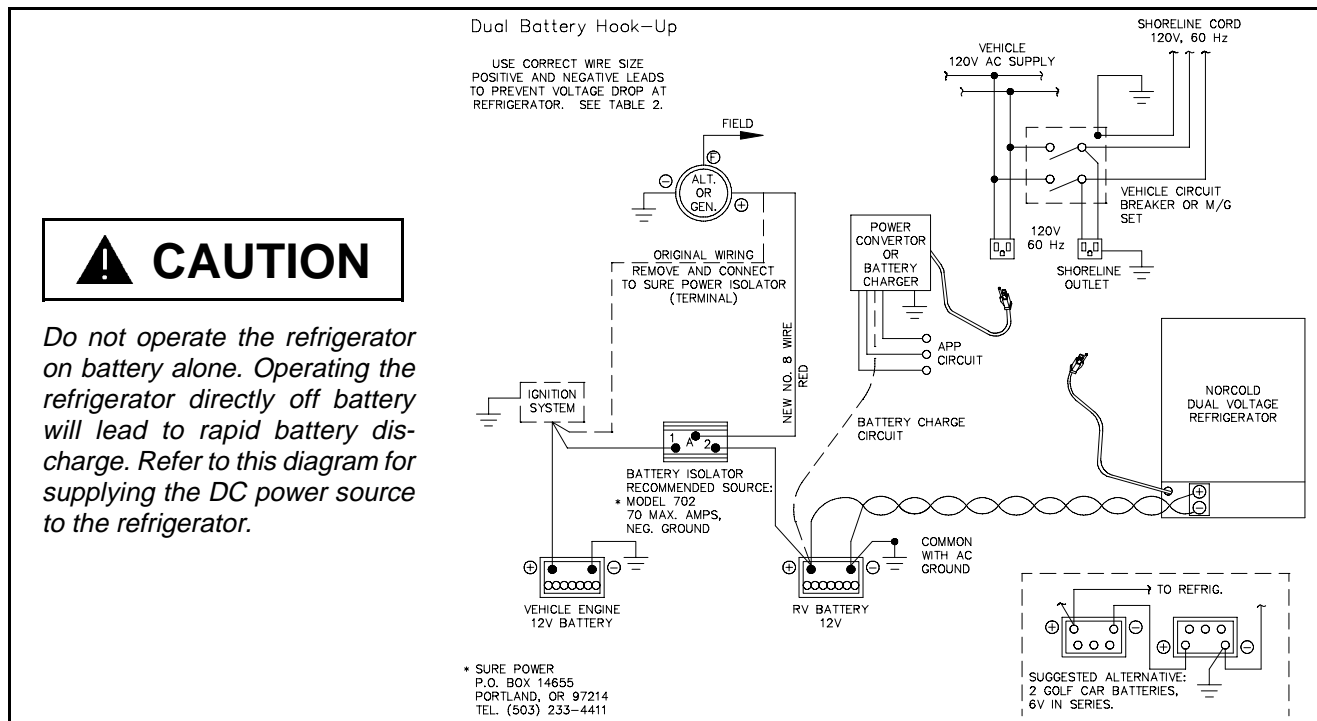 Dual Battery Hook-Up
USE CORRECT WIRE SIZE
POSITIVE AND NEGATIVE LEADS
TO PREVENT VOLTAGE DROP AT
REFRIGERATOR. SEE TABLE 2.
CAUTION
Do not operate the refrigerator
on battery alone. Operating the
refrigerator directly off battery
will lead to rapid battery dis-
charge. Refer to this diagram for
supplying the DC power source
to the refrigerator.
SHORELINE CORD
120V, 60 Hz
VEHICLE
120V AC SUPPLY
FIELD
F
−
ALT.
OR
GEN.
+
VEHICLE CIRCUIT
BREAKER OR M/G
SET
120V
60 Hz
SHORELINE
OUTLET
POWER
CONVERTOR
OR
BATTERY
CHARGER
ORIGINAL WIRING
REMOVE AND CONNECT
TO SURE POWER ISOLATOR
(TERMINAL)
NEW NO. 8 WIRE
RED
APP
CIRCUIT
IGNITION
SYSTEM
1 A 2
BATTERY CHARGE
CIRCUIT
NORCOLD
DUAL VOLTAGE
REFRIGERATOR
+
−
BATTERY ISOLATOR
RECOMMENDED SOURCE:
* MODEL 702
70 MAX. AMPS,
NEG. GROUND
COMMON
WITH AC
GROUND
+ −
VEHICLE ENGINE
12V BATTERY
+ −
RV BATTERY
12V
TO REFRIG.
+ − + −
SUGGESTED ALTERNATIVE:
2 GOLF CAR BATTERIES,
6V IN SERIES.
* SURE POWER
P.O. BOX 14655
PORTLAND, OR 97214
TEL. (503) 233-4411